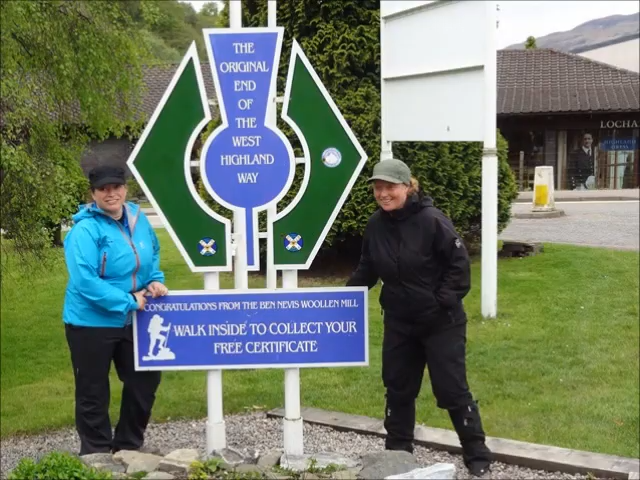 THE
ORIGINAL
END
OF
THE
WEST
HIGHLAND
WAY
LOCHA
CONGRATULATIONS FROM THE BEN NEVIS WOOLLEN MILL
WALK INSIDE TO COLLECT YOUR
FREE CERTIFICATE